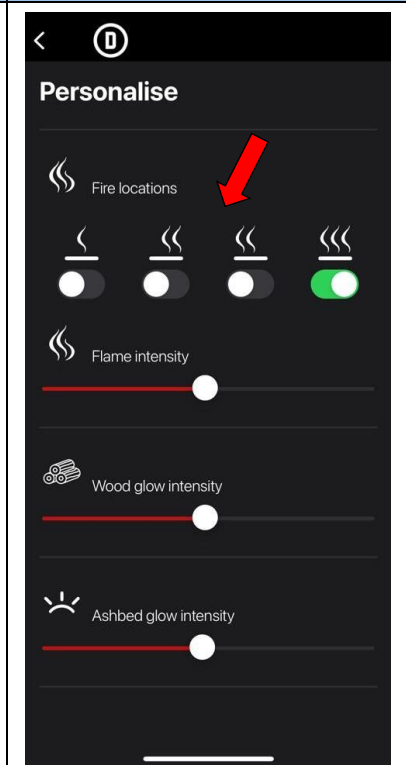 D
Personalise
Fire locations
Flame intensity
Wood glow intensity
Ashbed glow intensity